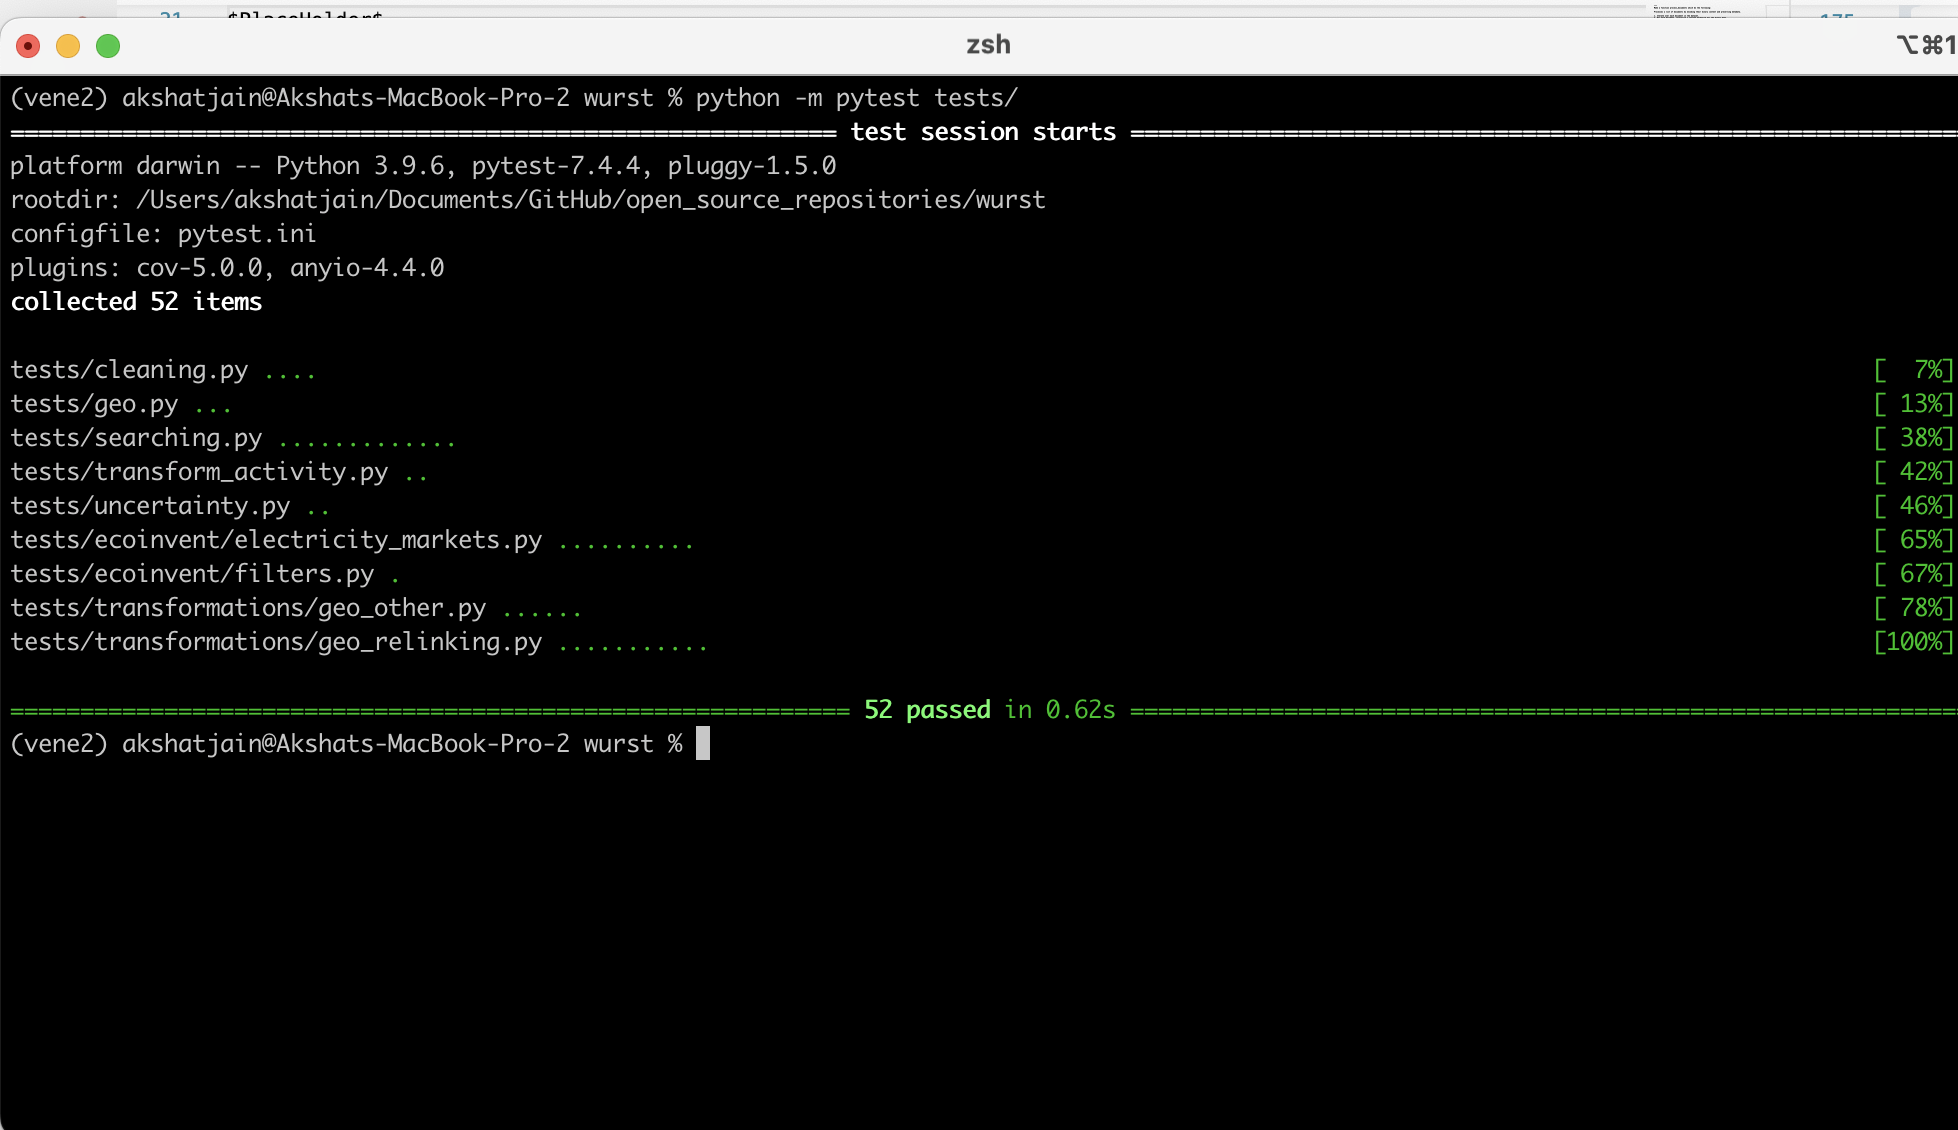 21 $PlaceHolder$ 175
zsh ⌥⌘1
(vene2) akshatjain@Akshats-MacBook-Pro-2 wurst % python -m pytest tests/
============================================================ test session starts ============================================================
platform darwin -- Python 3.9.6, pytest-7.4.4, pluggy-1.5.0
rootdir: /Users/akshatjain/Documents/GitHub/open_source_repositories/wurst
configfile: pytest.ini
plugins: cov-5.0.0, anyio-4.4.0
collected 52 items
tests/cleaning.py .... [  7%]
tests/geo.py ... [ 13%]
tests/searching.py ............. [ 38%]
tests/transform_activity.py .. [ 42%]
tests/uncertainty.py .. [ 46%]
tests/ecoinvent/electricity_markets.py .......... [ 65%]
tests/ecoinvent/filters.py . [ 67%]
tests/transformations/geo_other.py ...... [ 78%]
tests/transformations/geo_relinking.py ........... [100%]
============================================================ 52 passed in 0.62s ============================================================
(vene2) akshatjain@Akshats-MacBook-Pro-2 wurst %